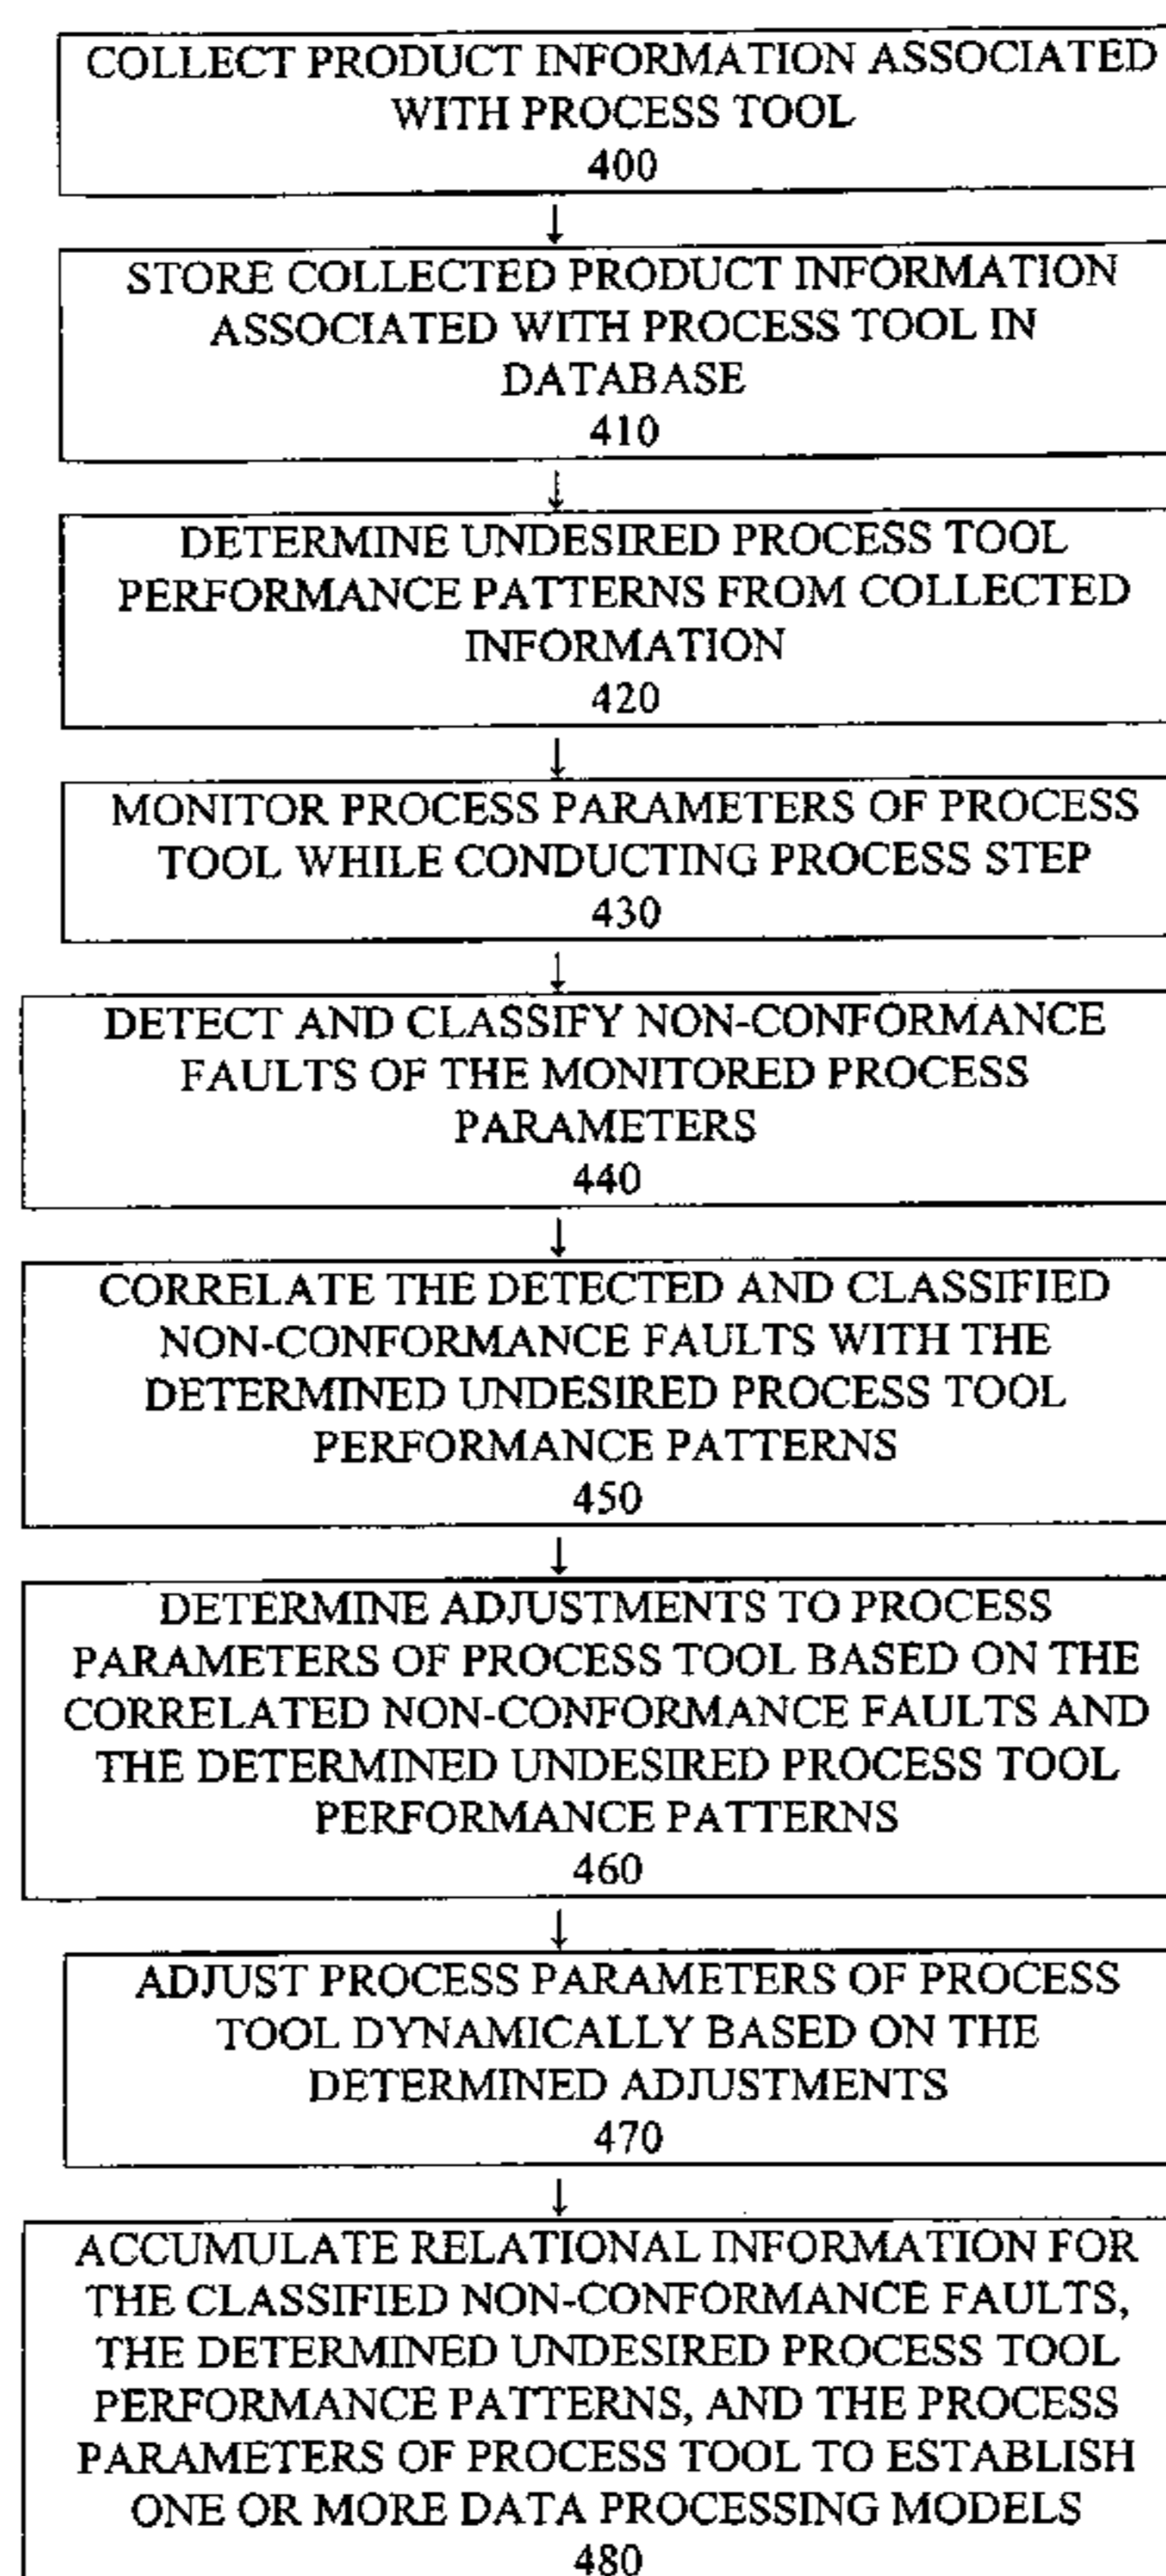 COLLECT PRODUCT INFORMATION ASSOCIATED
WITH PROCESS TOOL
400
STORE COLLECTED PRODUCT INFORMATION
ASSOCIATED WITH PROCESS TOOL IN
DATABASE
410
DETERMINE UNDESIRED PROCESS TOOL
PERFORMANCE PATTERNS FROM COLLECTED
INFORMATION
420
MONITOR PROCESS PARAMETERS OF PROCESS
TOOL WHILE CONDUCTING PROCESS STEP
430
DETECT AND CLASSIFY NON-CONFORMANCE
FAULTS OF THE MONITORED PROCESS
PARAMETERS
440
CORRELATE THE DETECTED AND CLASSIFIED
NON-CONFORMANCE FAULTS WITH THE
DETERMINED UNDESIRED PROCESS TOOL
PERFORMANCE PATTERNS
450
DETERMINE ADJUSTMENTS TO PROCESS
PARAMETERS OF PROCESS TOOL BASED ON THE
CORRELATED NON-CONFORMANCE FAULTS AND
THE DETERMINED UNDESIRED PROCESS TOOL
PERFORMANCE PATTERNS
460
ADJUST PROCESS PARAMETERS OF PROCESS
TOOL DYNAMICALLY BASED ON THE
DETERMINED ADJUSTMENTS
470
ACCUMULATE RELATIONAL INFORMATION FOR
THE CLASSIFIED NON-CONFORMANCE FAULTS,
THE DETERMINED UNDESIRED PROCESS TOOL
PERFORMANCE PATTERNS, AND THE PROCESS
PARAMETERS OF PROCESS TOOL TO ESTABLISH
ONE OR MORE DATA PROCESSING MODELS
480